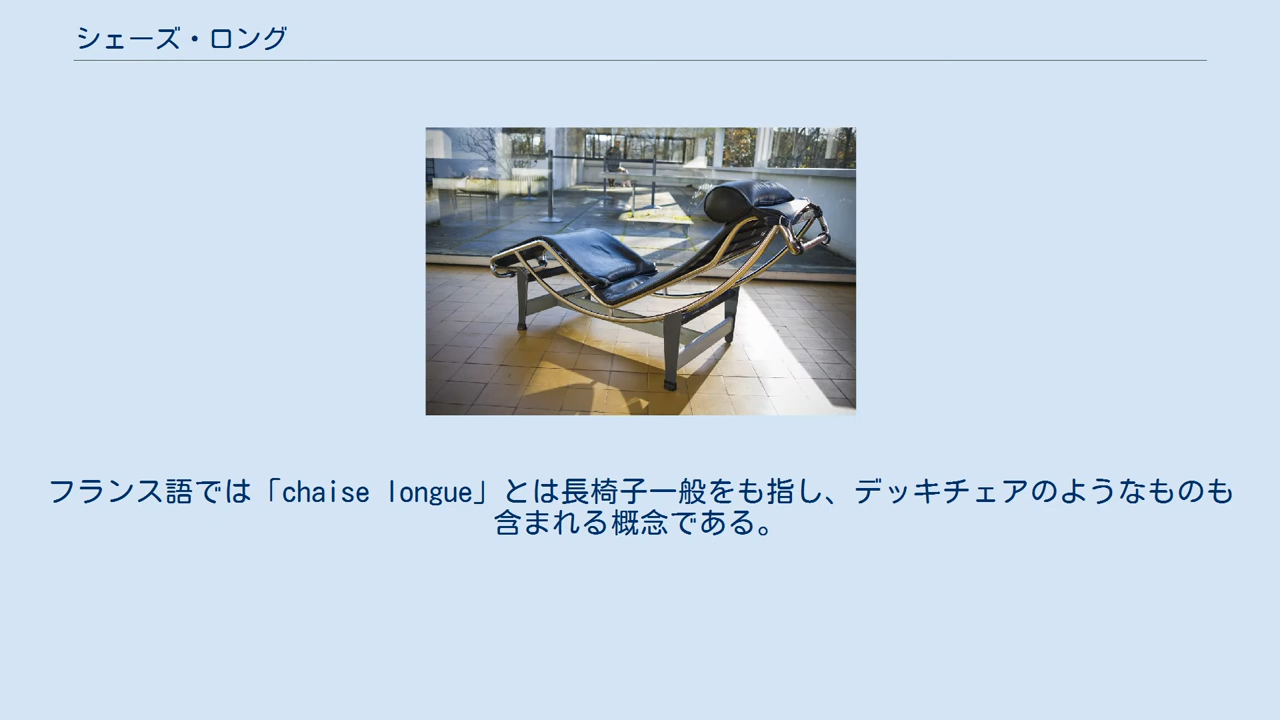 シェーズ・ロング
フランス語では「chaise longue」とは長椅子一般をも指し、デッキチェアのようなものも
含まれる概念である。